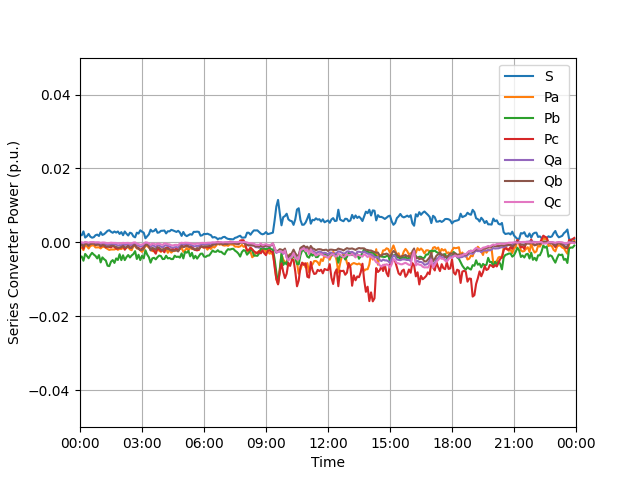 0.04
0.02
0.00
−0.02
−0.04
Series Converter Power (p.u.)
S
Pa
Pb
Pc
Qa
Qb
Qc
00:00 03:00 06:00 09:00 12:00 15:00 18:00 21:00 00:00
Time